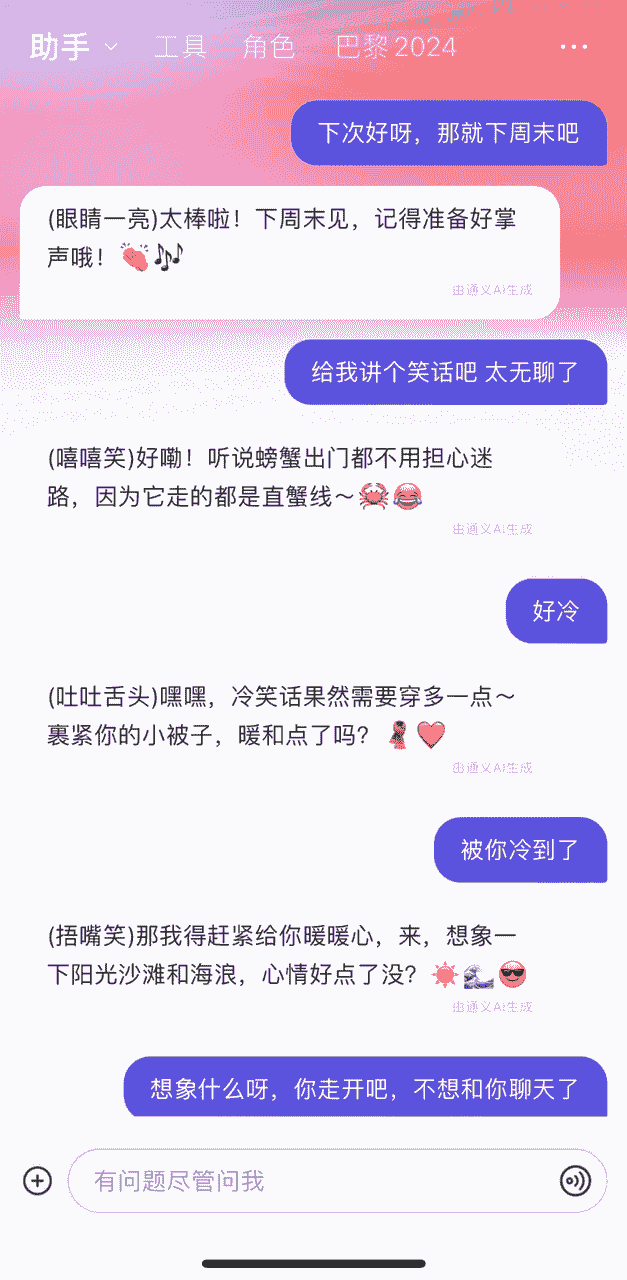 助手 工具 角色 巴黎2024
下次好呀，那就下周末吧
(眼睛一亮)太棒啦！下周末见，记得准备好掌
声哦！👏🎶
由通义AI生成
给我讲个笑话吧 太无聊了
(嘻嘻笑)好嘞！听说螃蟹出门都不用担心迷
路，因为它走的都是直蟹线～🦀😂
由通义AI生成
好冷
(吐吐舌头)嘿嘿，冷笑话果然需要穿多一点～
裹紧你的小被子，暖和点了吗？🧣❤️
由通义AI生成
被你冷到了
(捂嘴笑)那我得赶紧给你暖暖心，来，想象一
下阳光沙滩和海浪，心情好点了没？☀️🌊😎
由通义AI生成
想象什么呀，你走开吧，不想和你聊天了
有问题尽管问我